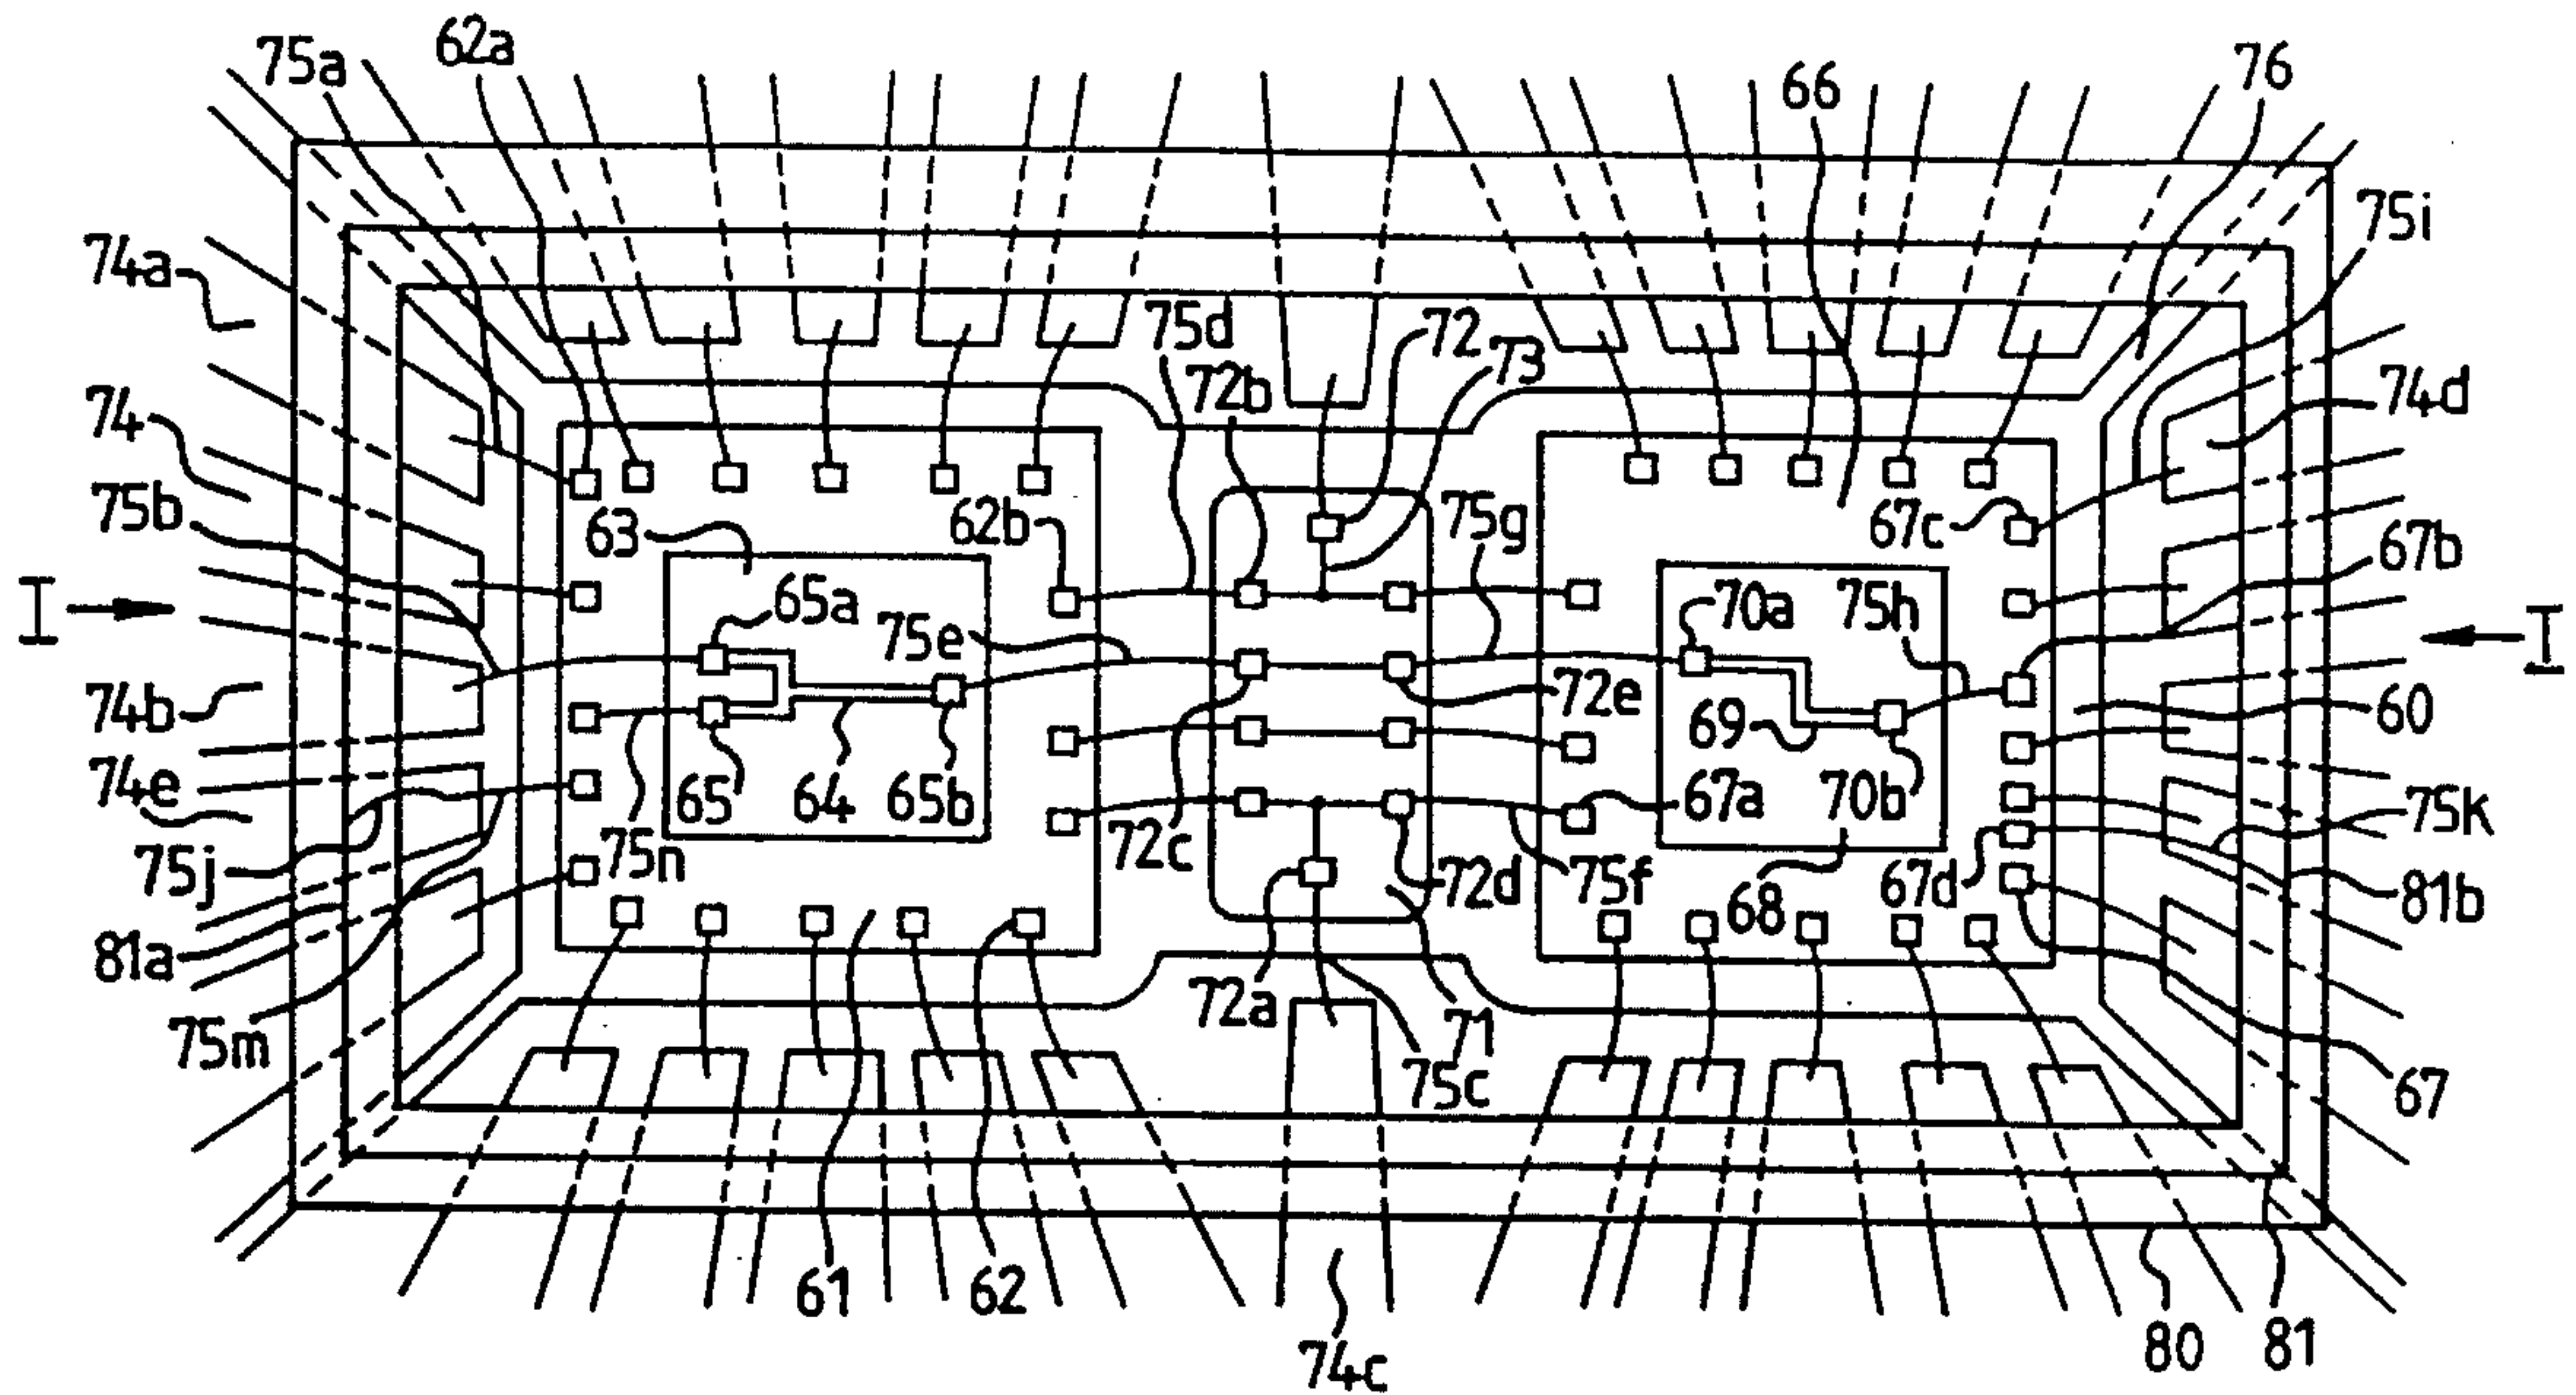 75a 62a 66 76
75i
74a 75d 72
73
72b
74 74d
75b 63 62b 75g 67c
67b
65a 70a 75h
75e
I I
74b 72e 69 60
74e 65 64 65b 67a 70b
75n 72c 75k
75j 72d 75f 67d 81b
68
81a
72a
75m 71
75c 67
61 62
74c 80 81